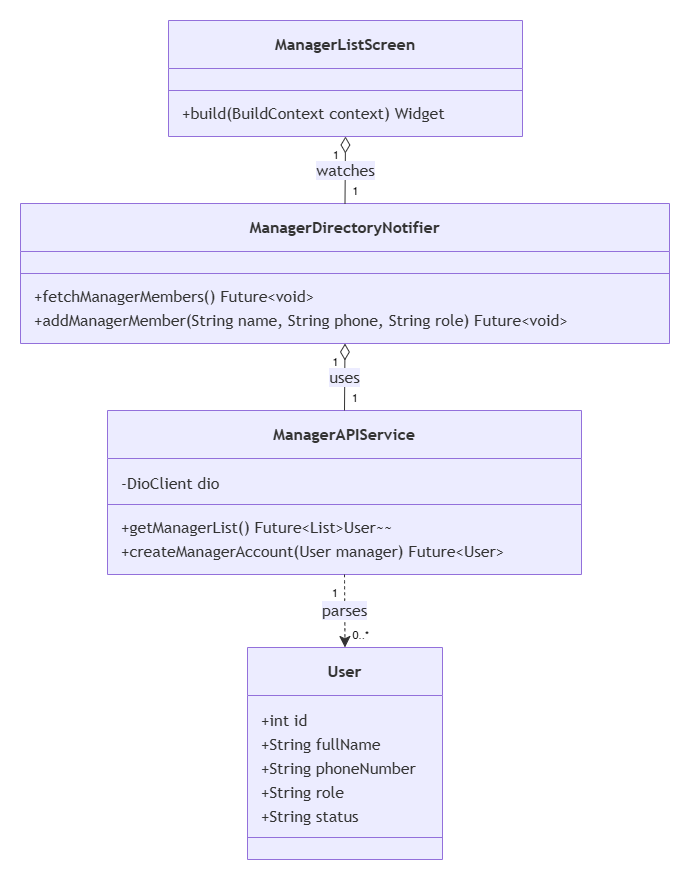 ManagerListScreen
+build(BuildContext context) Widget
1
watches
1
ManagerDirectoryNotifier
+fetchManagerMembers() Future<void>
+addManagerMember(String name, String phone, String role) Future<void>
1
uses
1
ManagerAPIService
-DioClient dio
+getManagerList() Future<List>User~~
+createManagerAccount(User manager) Future<User>
1
parses
0..*
User
+int id
+String fullName
+String phoneNumber
+String role
+String status